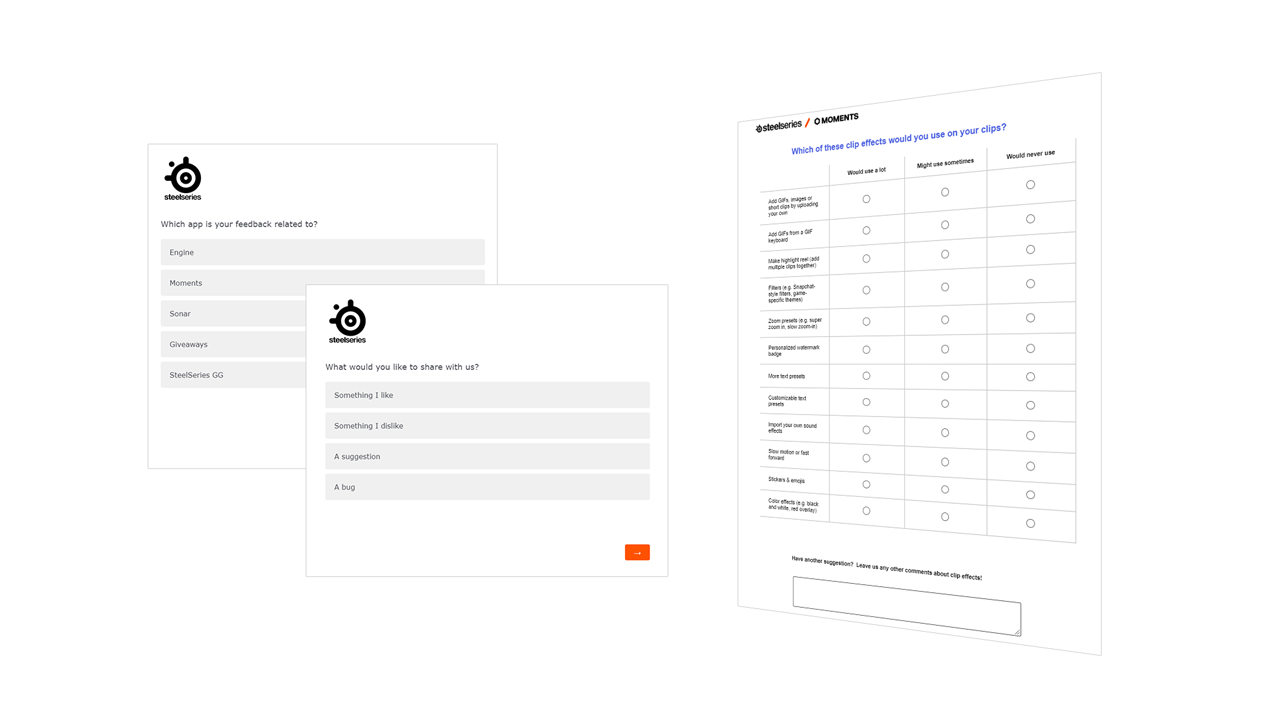 steelseries
Which app is your feedback related to?
Engine
Moments
Sonar
Giveaways
SteelSeries GG
steelseries
What would you like to share with us?
Something I like
Something I dislike
A suggestion
A bug
→
steelseries / MOMENTS
Which of these clip effects would you use on your clips?
Would use a lot
Might use sometimes
Would never use
Add GIFs, images or
short clips by uploading
your own
Add GIFs from a GIF
keyboard
Make highlight reel (add
multiple clips together)
Filters (e.g. Snapchat-
style filters, game-
specific themes)
Zoom presets (e.g. super
zoom in, slow zoom-in)
Personalized watermark
badge
More text presets
Customizable text
presets
Import your own sound
effects
Slow motion or fast
forward
Stickers & emojis
Color effects (e.g. black
and white, red overlay)
Have another suggestion? Leave us any other comments about clip effects!